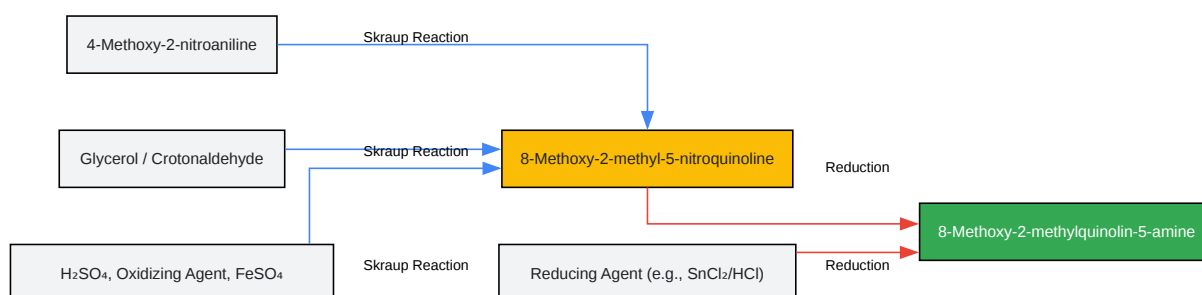 4-Methoxy-2-nitroaniline
Skraup Reaction
Glycerol / Crotonaldehyde
Skraup Reaction
8-Methoxy-2-methyl-5-nitroquinoline
Reduction
8-Methoxy-2-methylquinolin-5-amine
H₂SO₄, Oxidizing Agent, FeSO₄
Skraup Reaction
Reducing Agent (e.g., SnCl₂/HCl)
Reduction